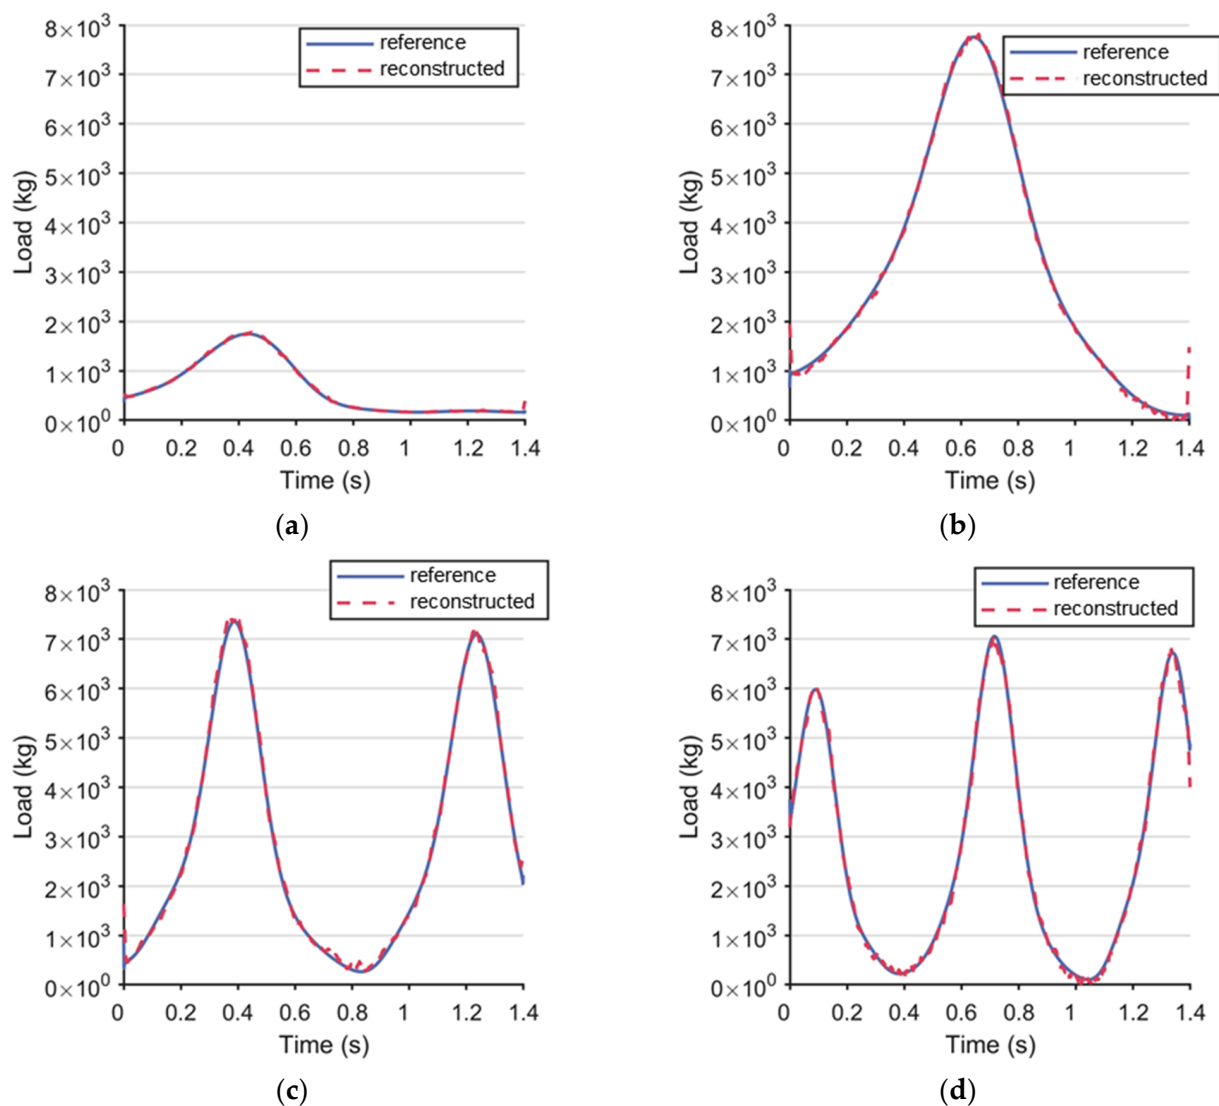 8×10³
7×10³
6×10³
5×10³
4×10³
3×10³
2×10³
1×10³
0×10⁰
Load (kg)
reference
reconstructed
0 0.2 0.4 0.6 0.8 1 1.2 1.4
Time (s)
(a)
8×10³
7×10³
6×10³
5×10³
4×10³
3×10³
2×10³
1×10³
0×10⁰
Load (kg)
reference
reconstructed
0 0.2 0.4 0.6 0.8 1 1.2 1.4
Time (s)
(b)
8×10³
7×10³
6×10³
5×10³
4×10³
3×10³
2×10³
1×10³
0×10⁰
Load (kg)
reference
reconstructed
0 0.2 0.4 0.6 0.8 1 1.2 1.4
Time (s)
(c)
8×10³
7×10³
6×10³
5×10³
4×10³
3×10³
2×10³
1×10³
0×10⁰
Load (kg)
reference
reconstructed
0 0.2 0.4 0.6 0.8 1 1.2 1.4
Time (s)
(d)